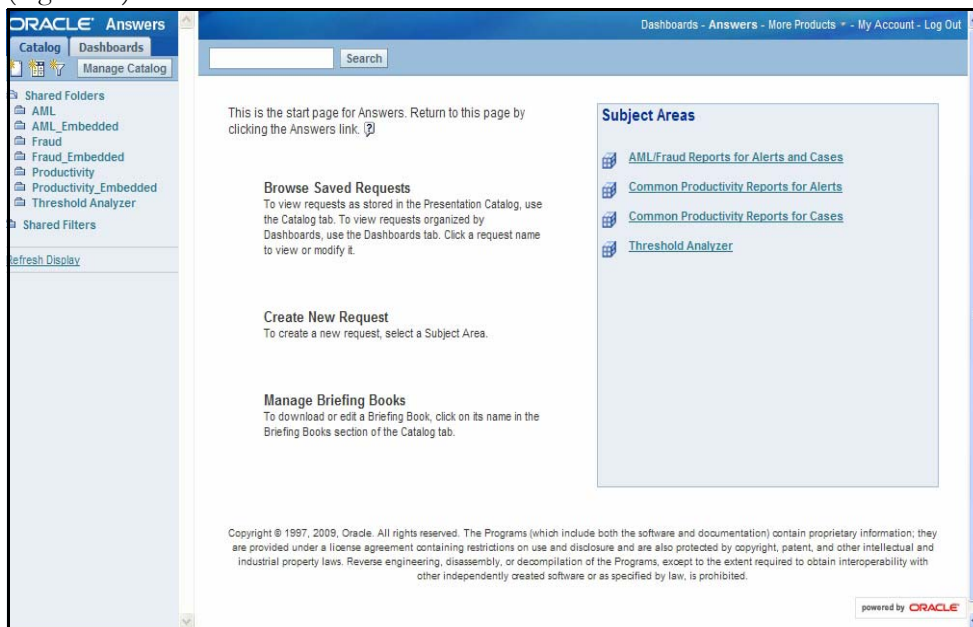 ORACLE Answers
Dashboards - Answers - More Products - My Account - Log Out
Catalog Dashboards
Manage Catalog
Search
Shared Folders
AML
AML_Embedded
Fraud
Fraud_Embedded
Productivity
Productivity_Embedded
Threshold Analyzer
Shared Filters
Refresh Display
This is the start page for Answers. Return to this page by
clicking the Answers link.
Browse Saved Requests
To view requests as stored in the Presentation Catalog, use
the Catalog tab. To view requests organized by
Dashboards, use the Dashboards tab. Click a request name
to view or modify it.
Create New Request
To create a new request, select a Subject Area.
Manage Briefing Books
To download or edit a Briefing Book, click on its name in the
Briefing Books section of the Catalog tab.
Subject Areas
AML/Fraud Reports for Alerts and Cases
Common Productivity Reports for Alerts
Common Productivity Reports for Cases
Threshold Analyzer
Copyright © 1997, 2009, Oracle. All rights reserved. The Programs (which include both the software and documentation) contain proprietary information; they
are provided under a license agreement containing restrictions on use and disclosure and are also protected by copyright, patent, and other intellectual and
industrial property laws. Reverse engineering, disassembly, or decompilation of the Programs, except to the extent required to obtain interoperability with
other independently created software or as specified by law, is prohibited.
powered by ORACLE